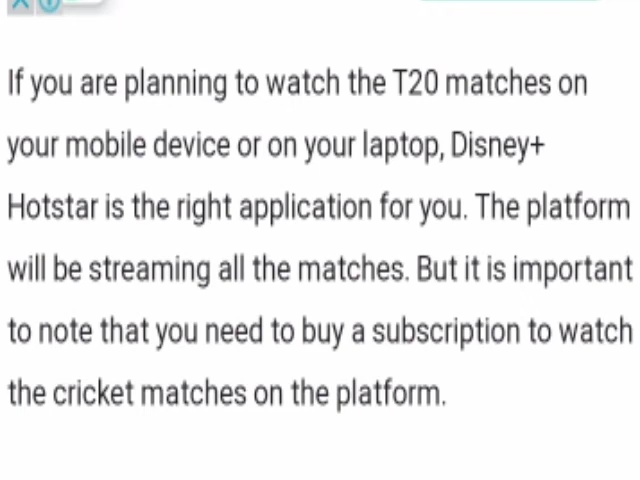 If you are planning to watch the T20 matches on
your mobile device or on your laptop, Disney+
Hotstar is the right application for you. The platform
will be streaming all the matches. But it is important
to note that you need to buy a subscription to watch
the cricket matches on the platform.